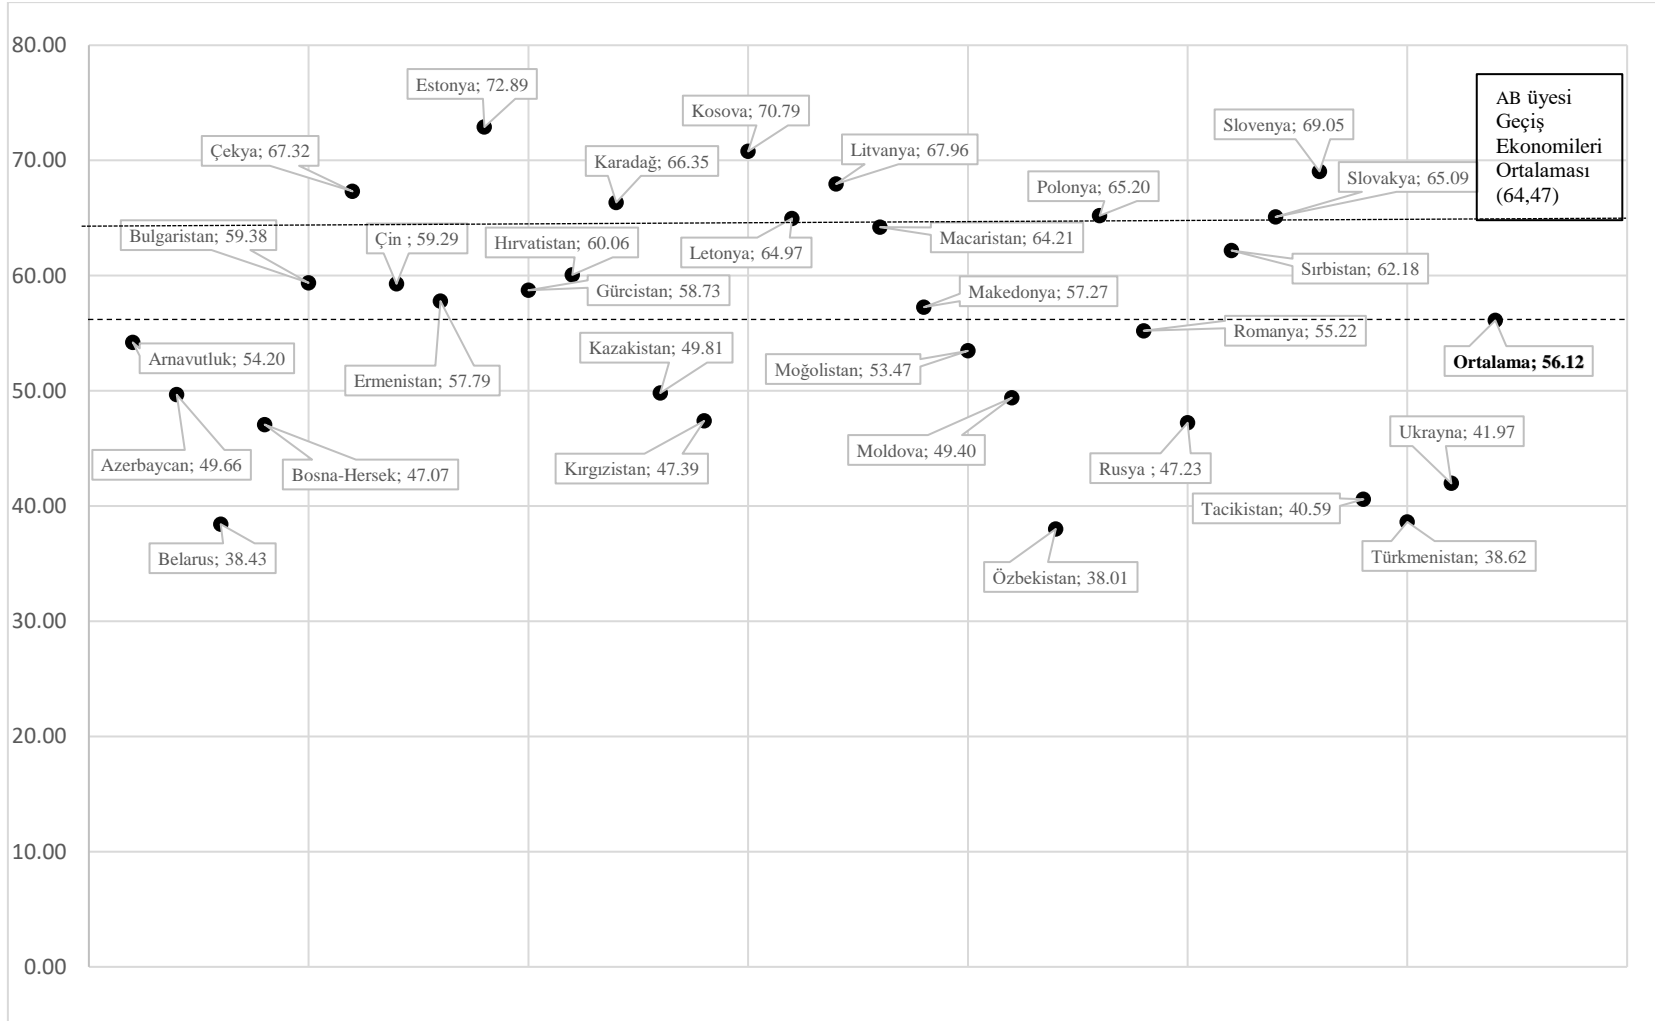 80.00
70.00
60.00
50.00
40.00
30.00
20.00
10.00
0.00
Estonya; 72.89
Kosova; 70.79
Slovenya; 69.05
AB üyesi
Geçiş
Ekonomileri
Ortalaması
(64,47)
Çekya; 67.32
Karadağ; 66.35
Litvanya; 67.96
Polonya; 65.20
Slovakya; 65.09
Bulgaristan; 59.38
Çin ; 59.29
Hırvatistan; 60.06
Letonya; 64.97
Macaristan; 64.21
Sırbistan; 62.18
Gürcistan; 58.73
Makedonya; 57.27
Romanya; 55.22
Arnavutluk; 54.20
Ermenistan; 57.79
Kazakistan; 49.81
Moğolistan; 53.47
Ortalama; 56.12
Azerbaycan; 49.66
Bosna-Hersek; 47.07
Kırgızistan; 47.39
Moldova; 49.40
Rusya ; 47.23
Ukrayna; 41.97
Tacikistan; 40.59
Belarus; 38.43
Özbekistan; 38.01
Türkmenistan; 38.62